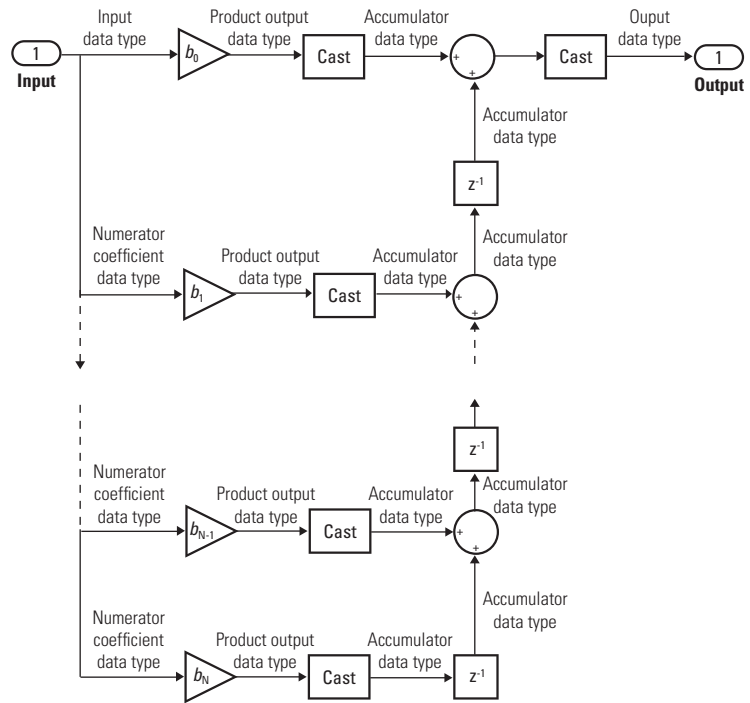 Input
data type
Product output
data type
Accumulator
data type
Ouput
data type
1
Input
b0
Cast
+
+
Cast
1
Output
Accumulator
data type
z-1
Numerator
coefficient
data type
Product output
data type
Accumulator
data type
Accumulator
data type
b1
Cast
+
+
z-1
Numerator
coefficient
data type
Product output
data type
Accumulator
data type
Accumulator
data type
bN-1
Cast
+
+
Numerator
coefficient
data type
Product output
data type
Accumulator
data type
Accumulator
data type
bN
Cast
z-1